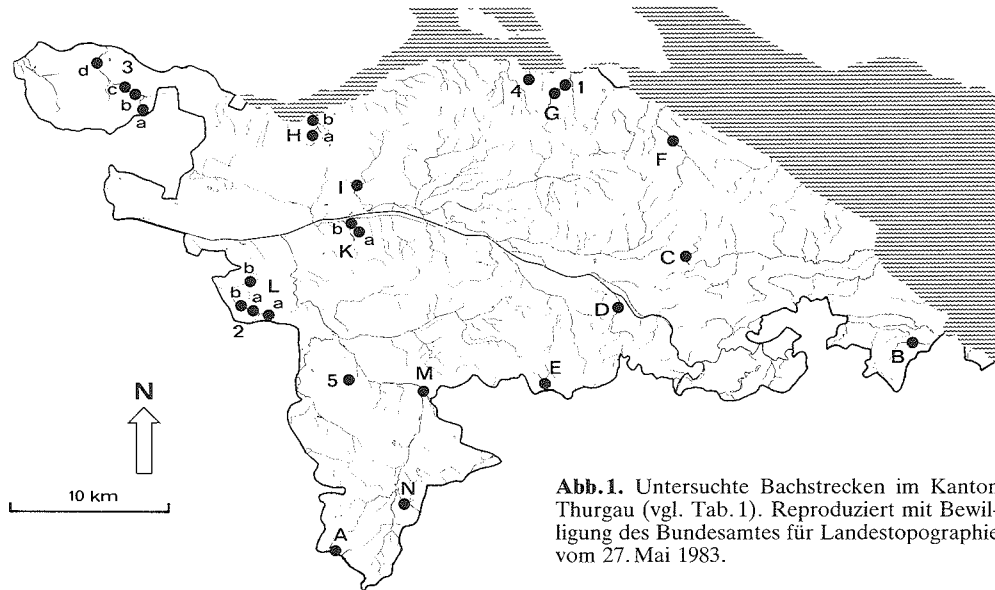 d
3
c
b
a
4
1
G
b
H
a
F
I
b
a
K
C
b
L
b
a
a
2
D
B
5
M
E
N
10 km
N
A
Abb.1. Untersuchte Bachstrecken im Kanton
Thurgau (vgl. Tab.1). Reproduziert mit Bewil-
ligung des Bundesamtes für Landestopographie
vom 27. Mai 1983.